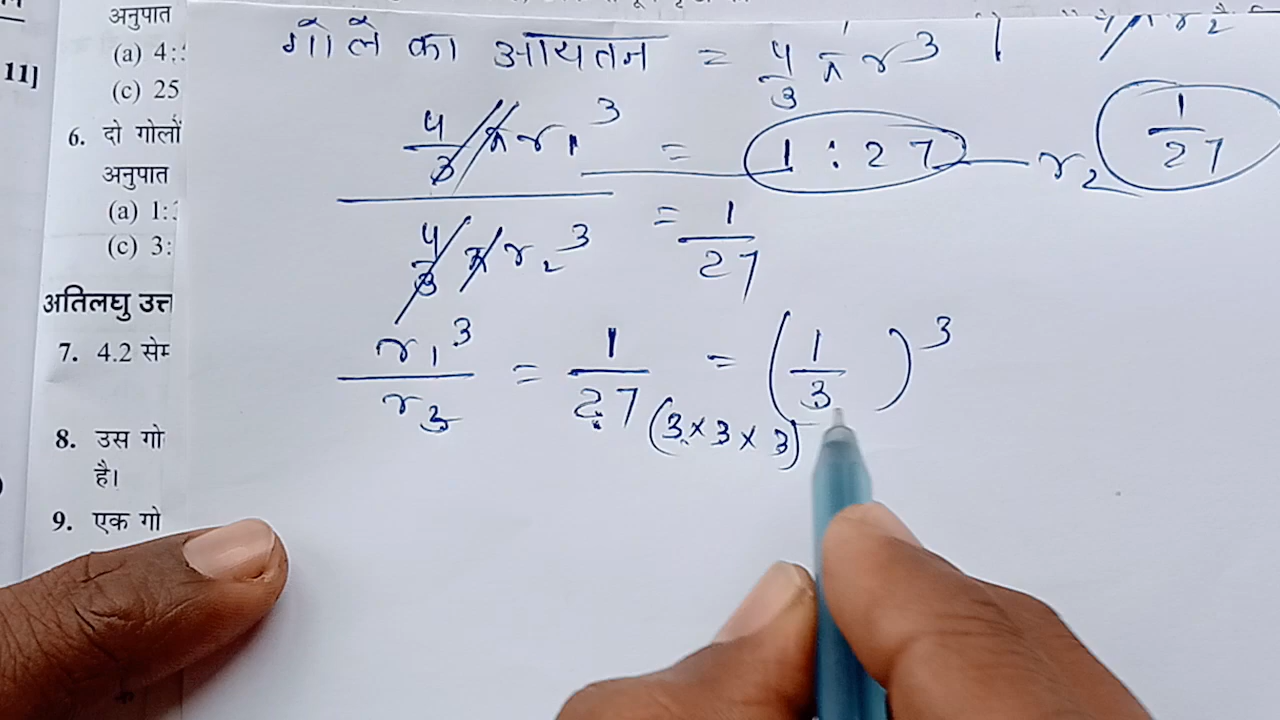 अनुपात
(a) 4:
11]
(c) 25
6. दो गोलों
अनुपात
(a) 1:
(c) 3:
अतिलघु उत्त
7. 4.2 सेम
8. उस गो
है।
9. एक गो
गोले का आयतन = 4/3 π r³
4/3 π r₁³ = 1 : 27 — r₂ 1/27
4/3 π r₂³ = 1/27
r₁³/r₃ = 1/27 (3×3×3) = (1/3)³